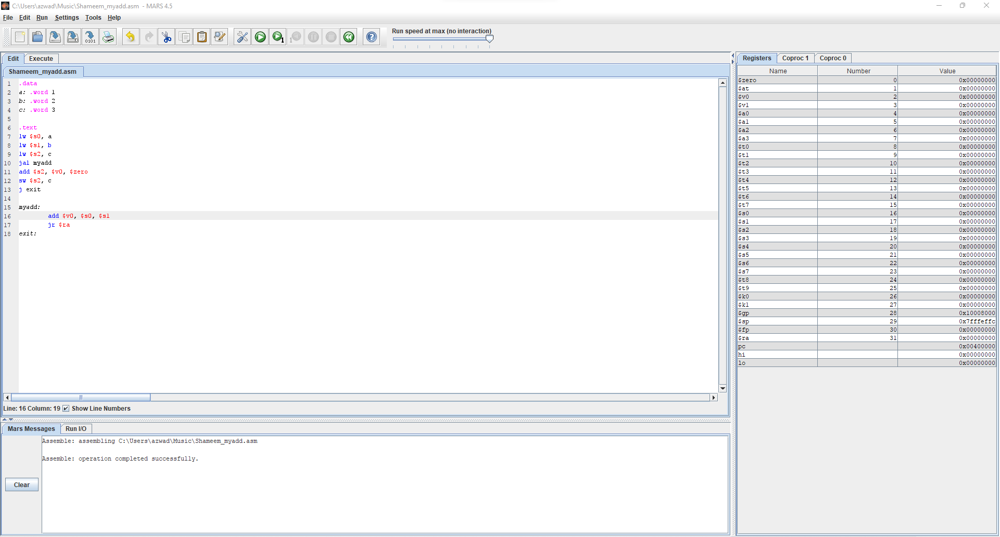 C:\Users\azwad\Music\Shameem_myadd.asm - MARS 4.5
File Edit Run Settings Tools Help
Run speed at max (no interaction)
0101
1
1
Edit Execute
Shameem_myadd.asm
1 .data
2 a: .word 1
3 b: .word 2
4 c: .word 3
5
6 .text
7 lw $s0, a
8 lw $s1, b
9 lw $s2, c
10 jal myadd
11 add $s2, $v0, $zero
12 sw $s2, c
13 j exit
14
15 myadd:
16 add $v0, $s0, $s1
17 jr $ra
18 exit:
Line: 16 Column: 19 Show Line Numbers
Mars Messages Run I/O
Assemble: assembling C:\Users\azwad\Music\Shameem_myadd.asm
Assemble: operation completed successfully.
Clear
Registers Coproc 1 Coproc 0
Name Number Value
$zero 0 0x00000000
$at 1 0x00000000
$v0 2 0x00000000
$v1 3 0x00000000
$a0 4 0x00000000
$a1 5 0x00000000
$a2 6 0x00000000
$a3 7 0x00000000
$t0 8 0x00000000
$t1 9 0x00000000
$t2 10 0x00000000
$t3 11 0x00000000
$t4 12 0x00000000
$t5 13 0x00000000
$t6 14 0x00000000
$t7 15 0x00000000
$s0 16 0x00000000
$s1 17 0x00000000
$s2 18 0x00000000
$s3 19 0x00000000
$s4 20 0x00000000
$s5 21 0x00000000
$s6 22 0x00000000
$s7 23 0x00000000
$t8 24 0x00000000
$t9 25 0x00000000
$k0 26 0x00000000
$k1 27 0x00000000
$gp 28 0x10008000
$sp 29 0x7fffeffc
$fp 30 0x00000000
$ra 31 0x00000000
pc 0x00400000
hi 0x00000000
lo 0x00000000